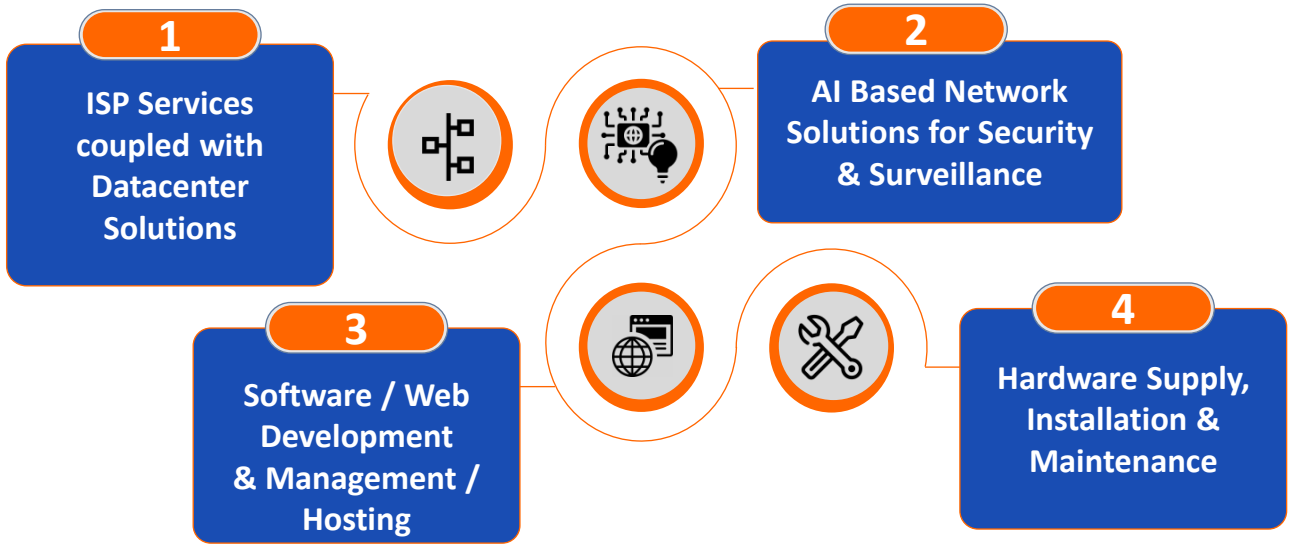 1
ISP Services
coupled with
Datacenter
Solutions
2
AI Based Network
Solutions for Security
& Surveillance
3
Software / Web
Development
& Management /
Hosting
4
Hardware Supply,
Installation &
Maintenance